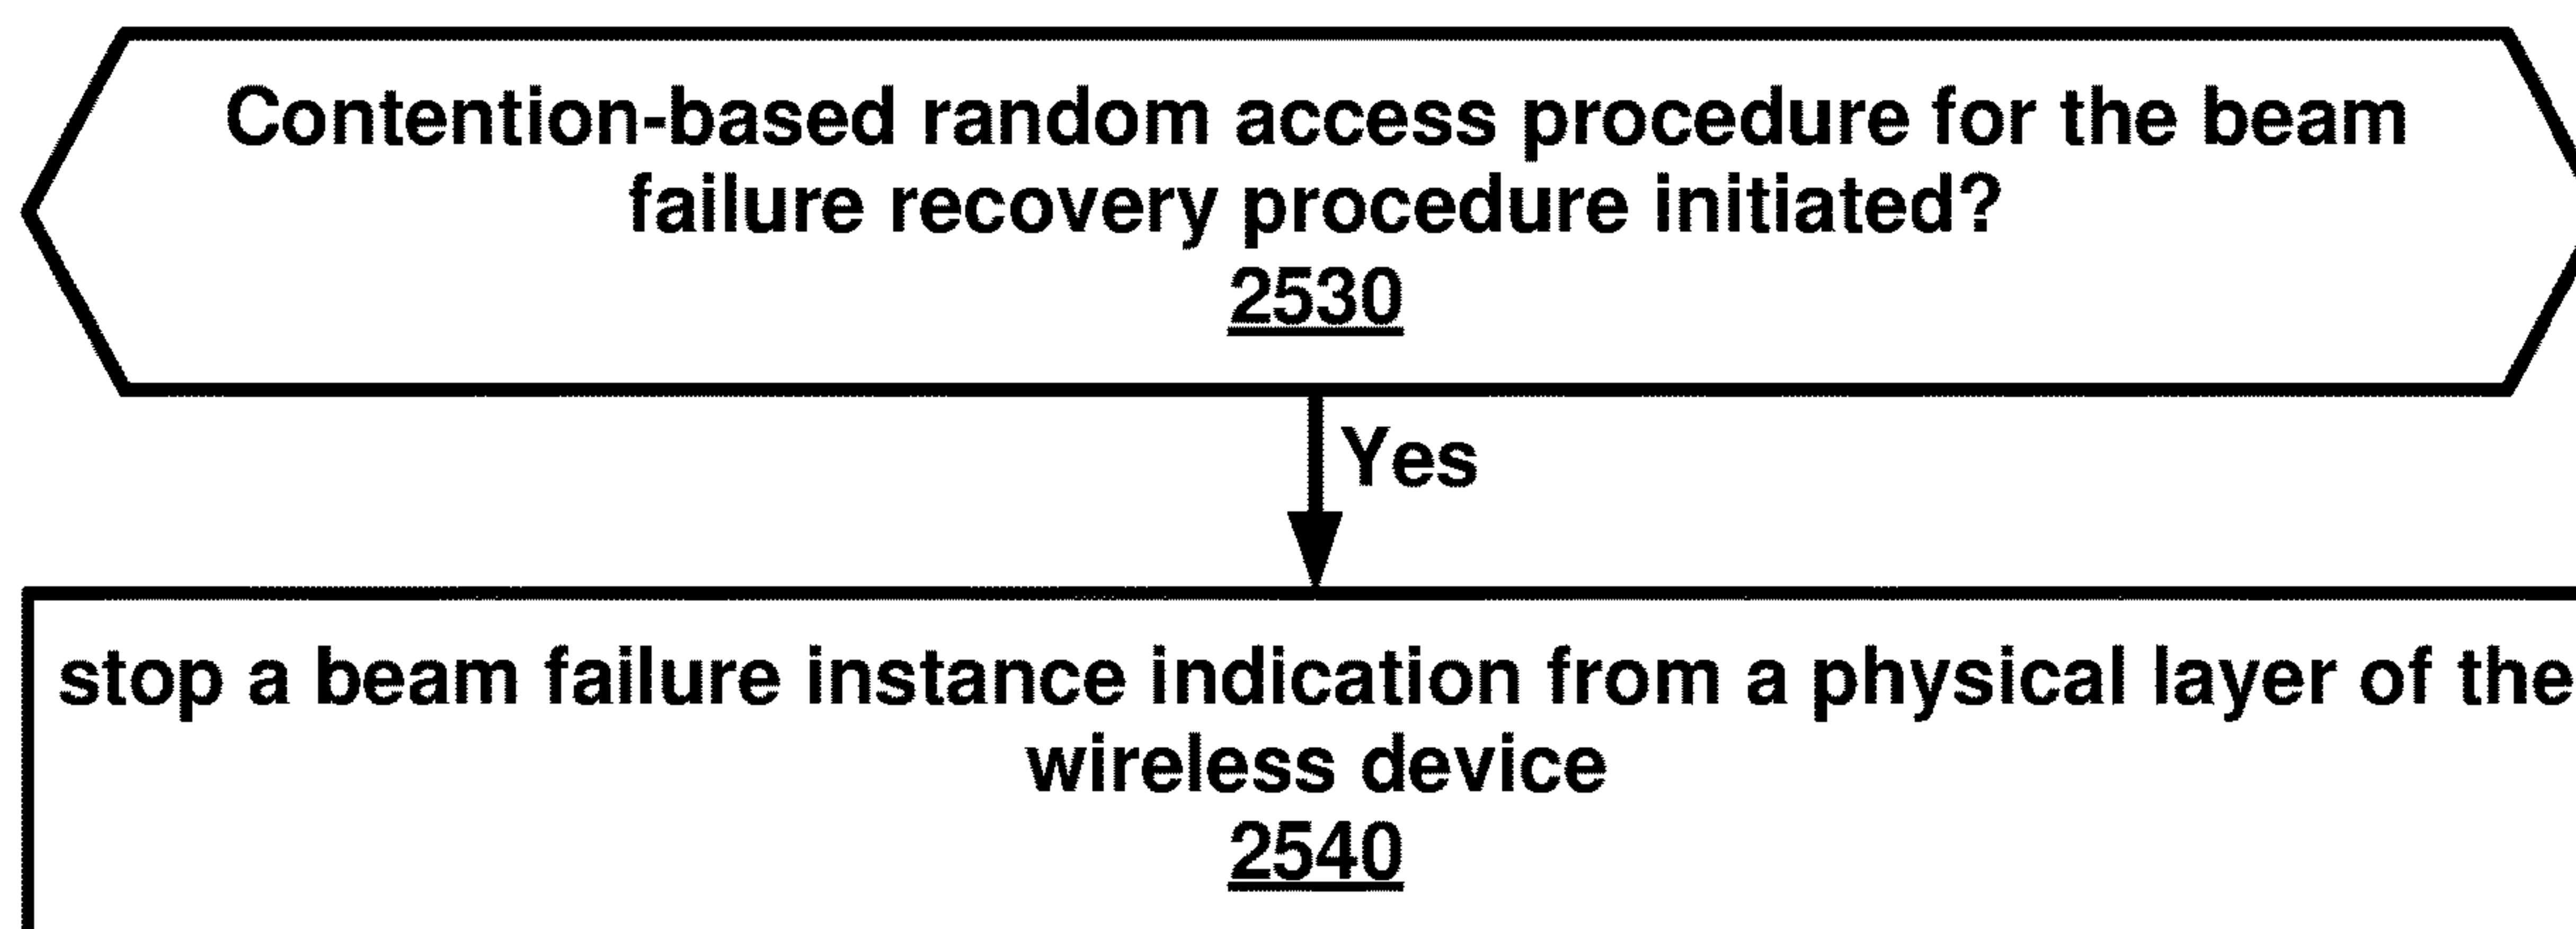 Contention-based random access procedure for the beam
failure recovery procedure initiated?
2530
Yes
stop a beam failure instance indication from a physical layer of the
wireless device
2540